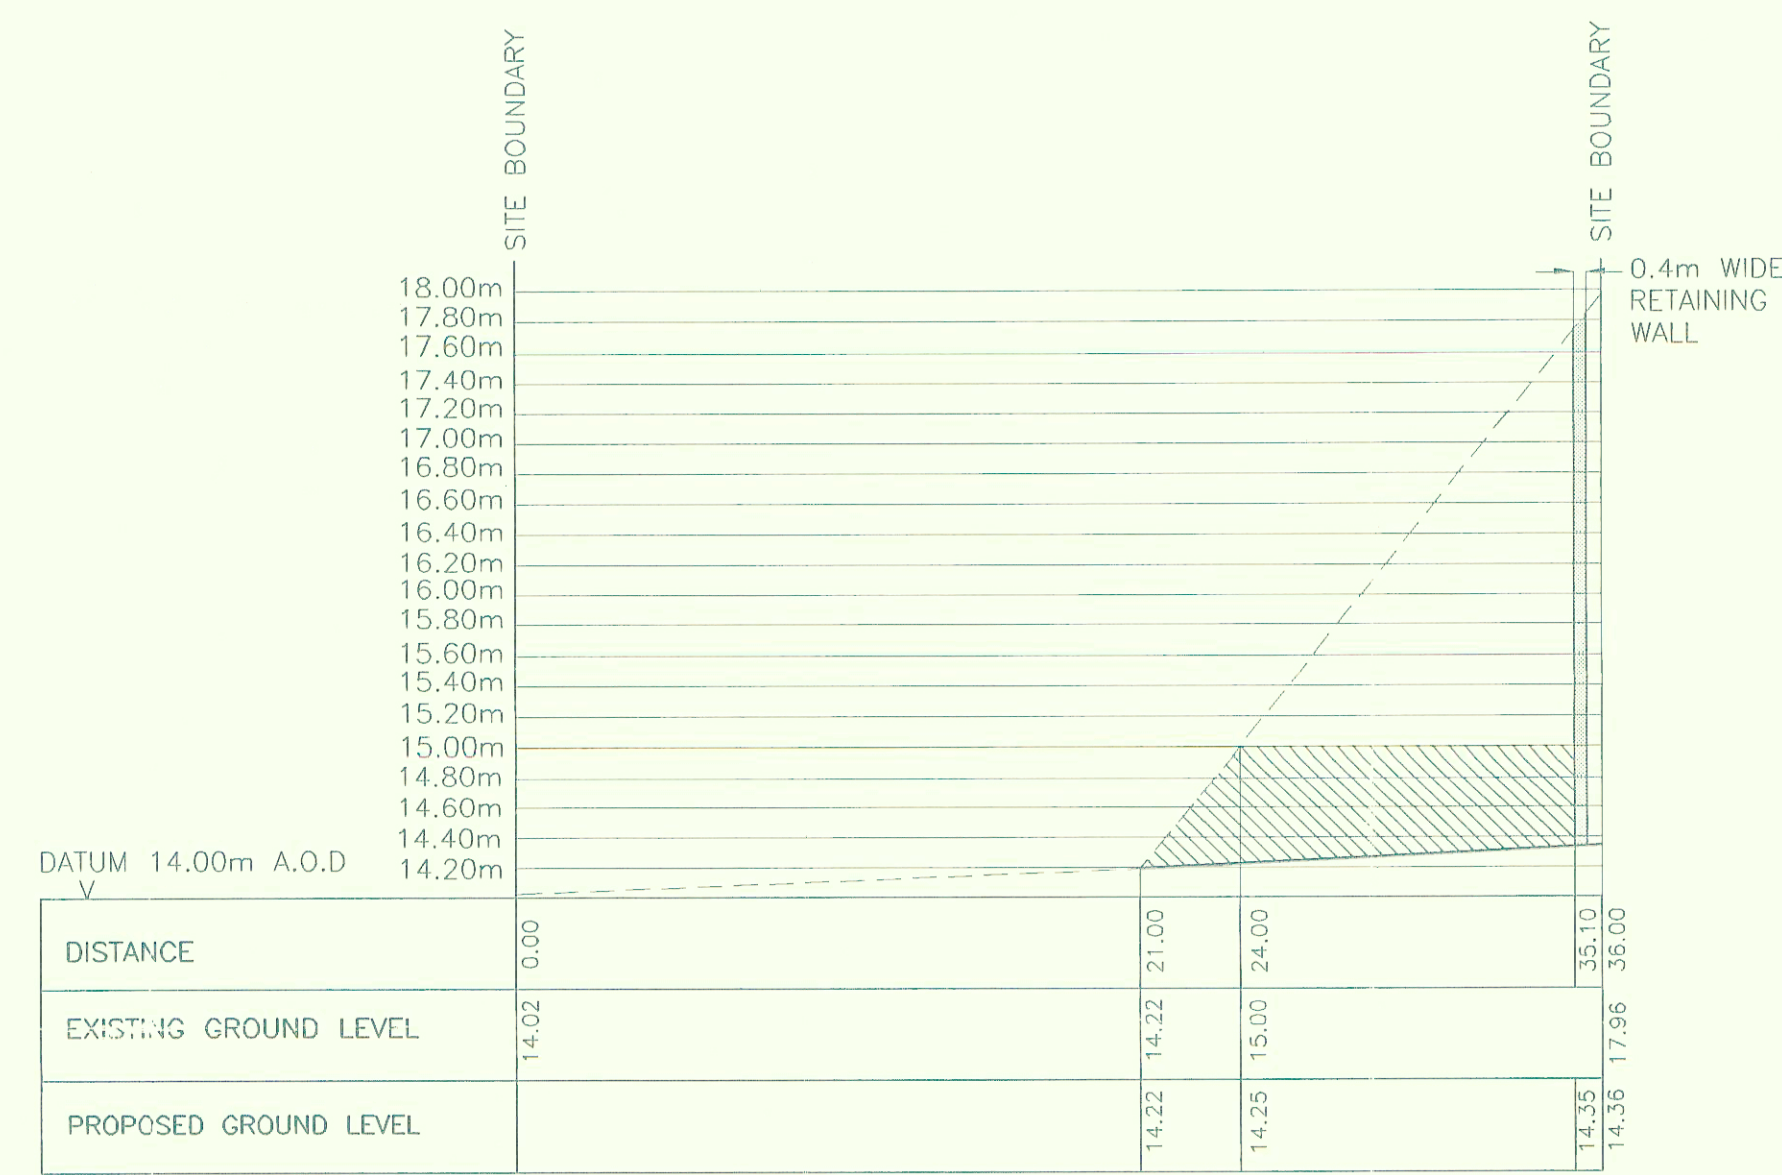 SITE BOUNDARY
SITE BOUNDARY
0.4m WIDE
RETAINING
WALL
18.00m
17.80m
17.60m
17.40m
17.20m
17.00m
16.80m
16.60m
16.40m
16.20m
16.00m
15.80m
15.60m
15.40m
15.20m
15.00m
14.80m
14.60m
14.40m
14.20m
DATUM 14.00m A.O.D
DISTANCE 0.00 21.00 24.00 35.10 36.00
EXISTING GROUND LEVEL 14.02 14.22 15.00 17.96
PROPOSED GROUND LEVEL 14.22 14.25 14.35 14.36